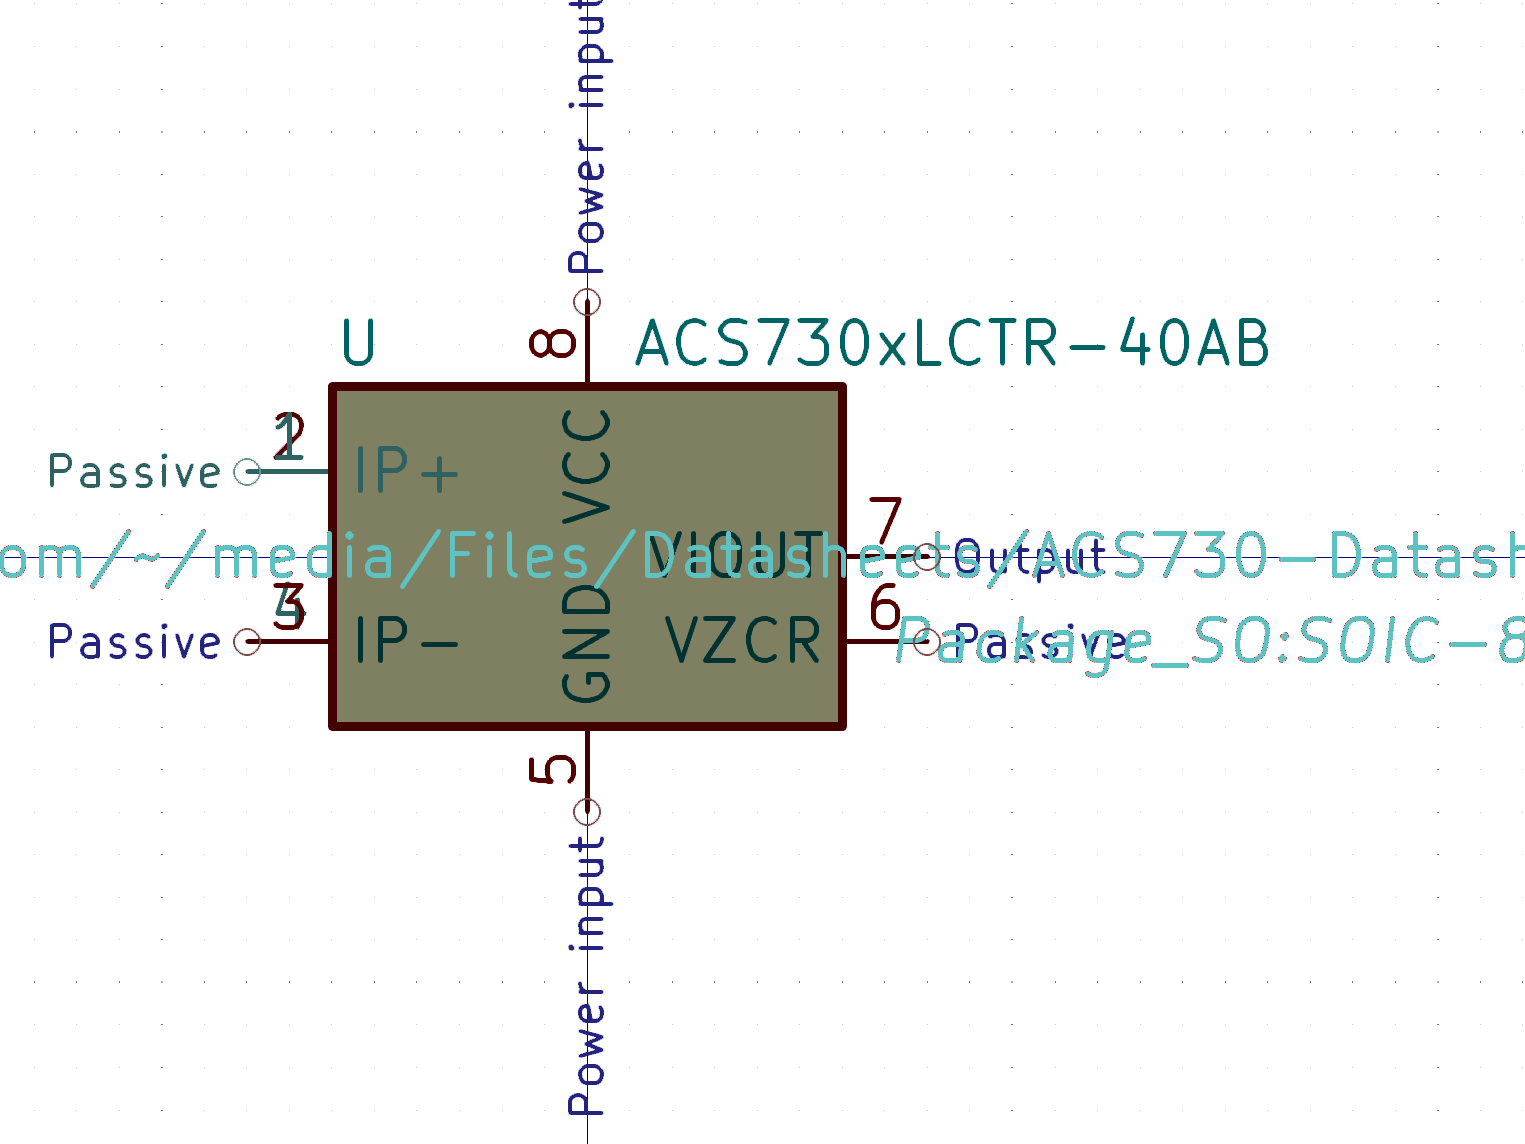 Power input
8
U
ACS730xLCTR-40AB
2
1
Passive
IP+
VCC
7
VIOUT
Output
om/~/media/Files/Datasheets/ACS730-Datash
3
4
Passive
IP-
GND
6
VZCR
Passive
Package_SO:SOIC-8
5
Power input